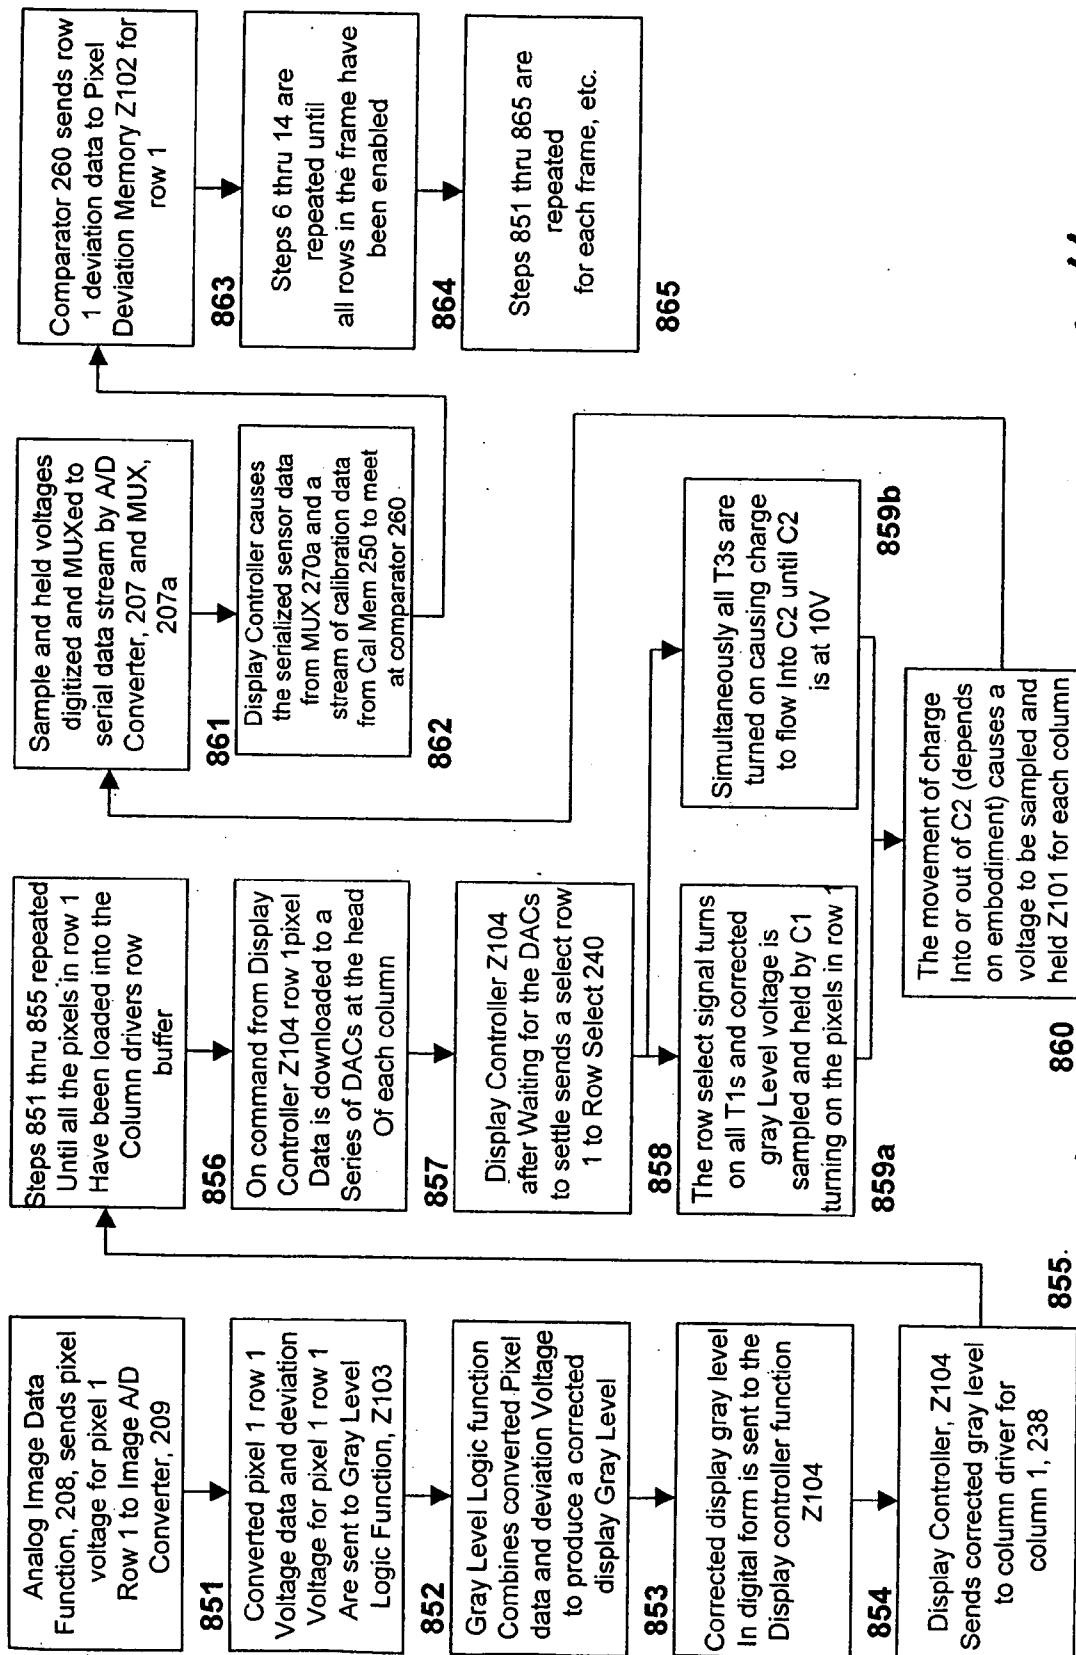 Analog Image Data
Function, 208, sends pixel
voltage for pixel 1
Row 1 to Image A/D
Converter, 209
851
Converted pixel 1 row 1
Voltage data and deviation
Voltage for pixel 1 row 1
Are sent to Gray Level
Logic Function, Z103
852
Gray Level Logic function
Combines converted Pixel
data and deviation Voltage
to produce a corrected
display Gray Level
853
Corrected display gray level
In digital form is sent to the
Display controller function
Z104
854
Display Controller, Z104
Sends corrected gray level
to column driver for
column 1, 238
855.
Steps 851 thru 855 repeated
Until all the pixels in row 1
Have been loaded into the
Column drivers row
buffer
856
On command from Display
Controller Z104 row 1pixel
Data is downloaded to a
Series of DACs at the head
Of each column
857
Display Controller Z104
after Waiting for the DACs
to settle sends a select row
1 to Row Select 240
858
The row select signal turns
on all T1s and corrected
gray Level voltage is
sampled and held by C1
turning on the pixels in row 1
859a
Simultaneously all T3s are
turned on causing charge
to flow Into C2 until C2
is at 10V
859b
The movement of charge
Into or out of C2 (depends
on embodiment) causes a
voltage to be sampled and
held Z101 for each column
860
Sample and held voltages
digitized and MUXed to
serial data stream by A/D
Converter, 207 and MUX,
207a
861
Display Controller causes
the serialized sensor data
from MUX 270a and a
stream of calibration data
from Cal Mem 250 to meet
at comparator 260
862
Comparator 260 sends row
1 deviation data to Pixel
Deviation Memory Z102 for
row 1
863
Steps 6 thru 14 are
repeated until
all rows in the frame have
been enabled
864
Steps 851 thru 865 are
repeated
for each frame, etc.
865